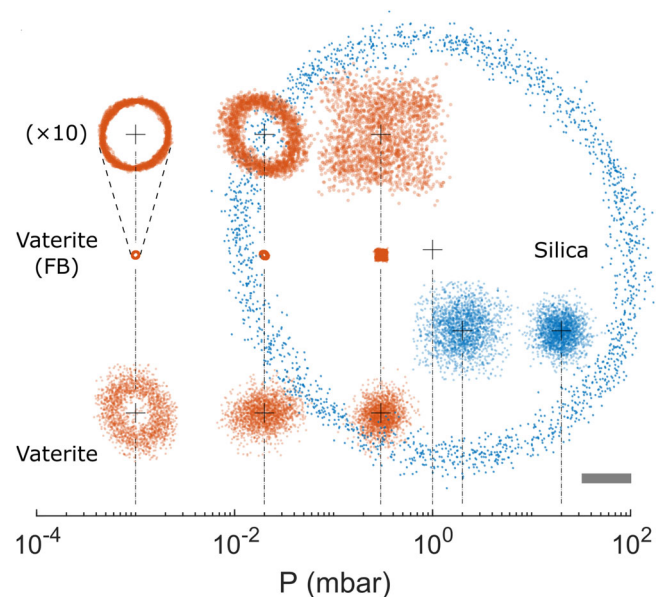 (×10)
Vaterite
(FB)
Silica
Vaterite
10^-4
10^-2
10^0
10^2
P (mbar)